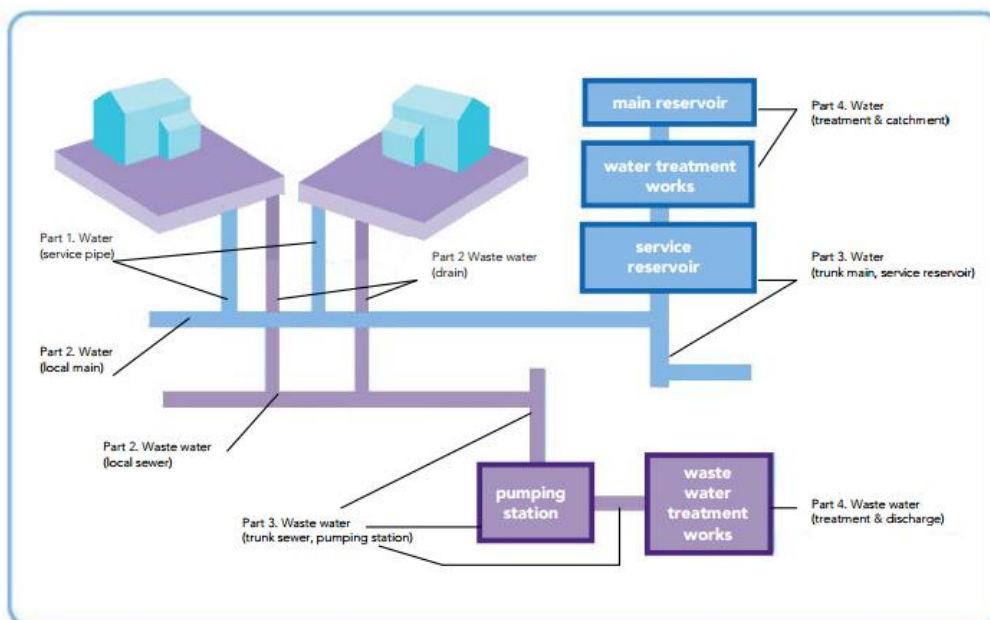 main reservoir
Part 4. Water
(treatment & catchment)
water treatment
works
Part 1. Water
(service pipe)
Part 2 Waste water
(drain)
service
reservoir
Part 3. Water
(trunk main, service reservoir)
Part 2. Water
(local main)
Part 2. Waste water
(local sewer)
pumping
station
waste
water
treatment
works
Part 4. Waste water
(treatment & discharge)
Part 3. Waste water
(trunk sewer, pumping station)